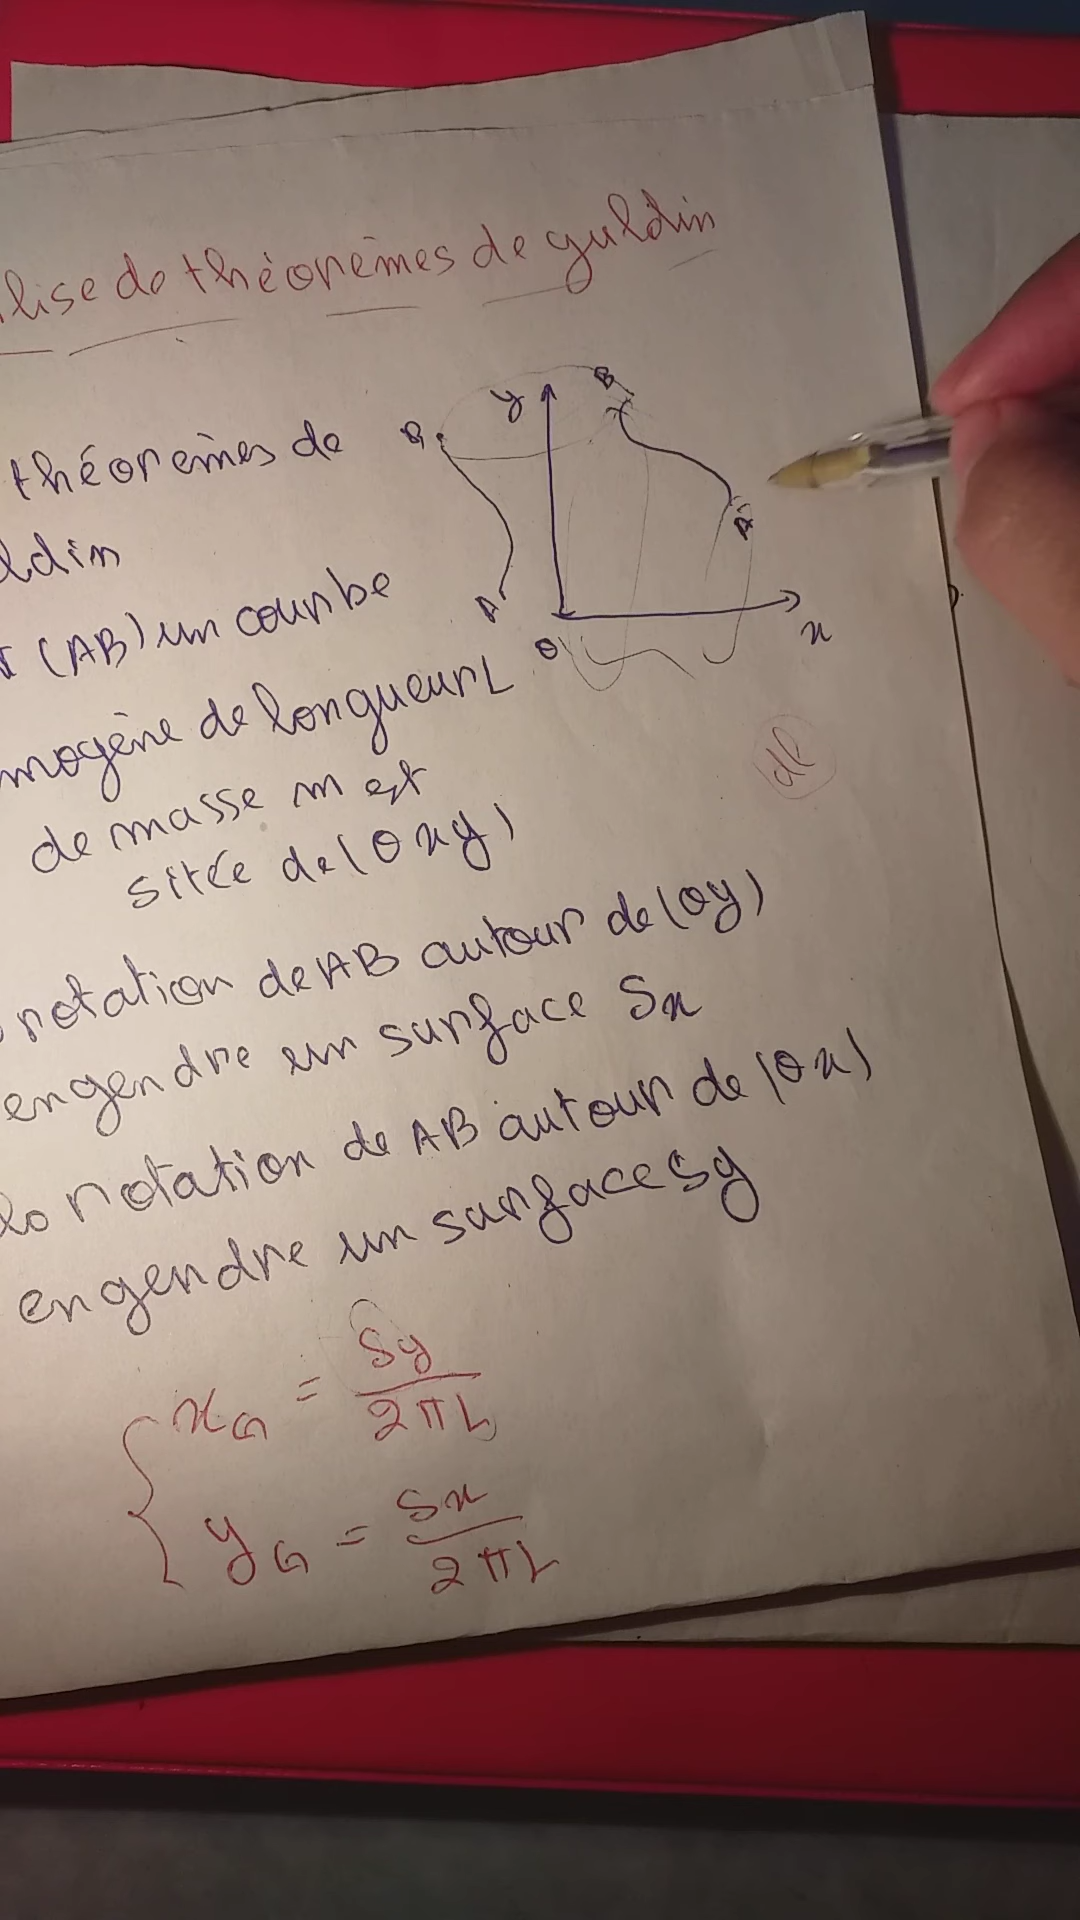 lise de théorèmes de guldin
théorèmes de
ldin
(AB) un courbe
mogène de longueur L
de masse m est
sitée de (Oxy)
rotation de AB autour de (Oy)
engendre un surface Sx
la rotation de AB autour de (Ox)
engendre un surface Sy
xG = Sy / 2πL
yG = Sx / 2πL
y
B
B
A
A
O
x
dl